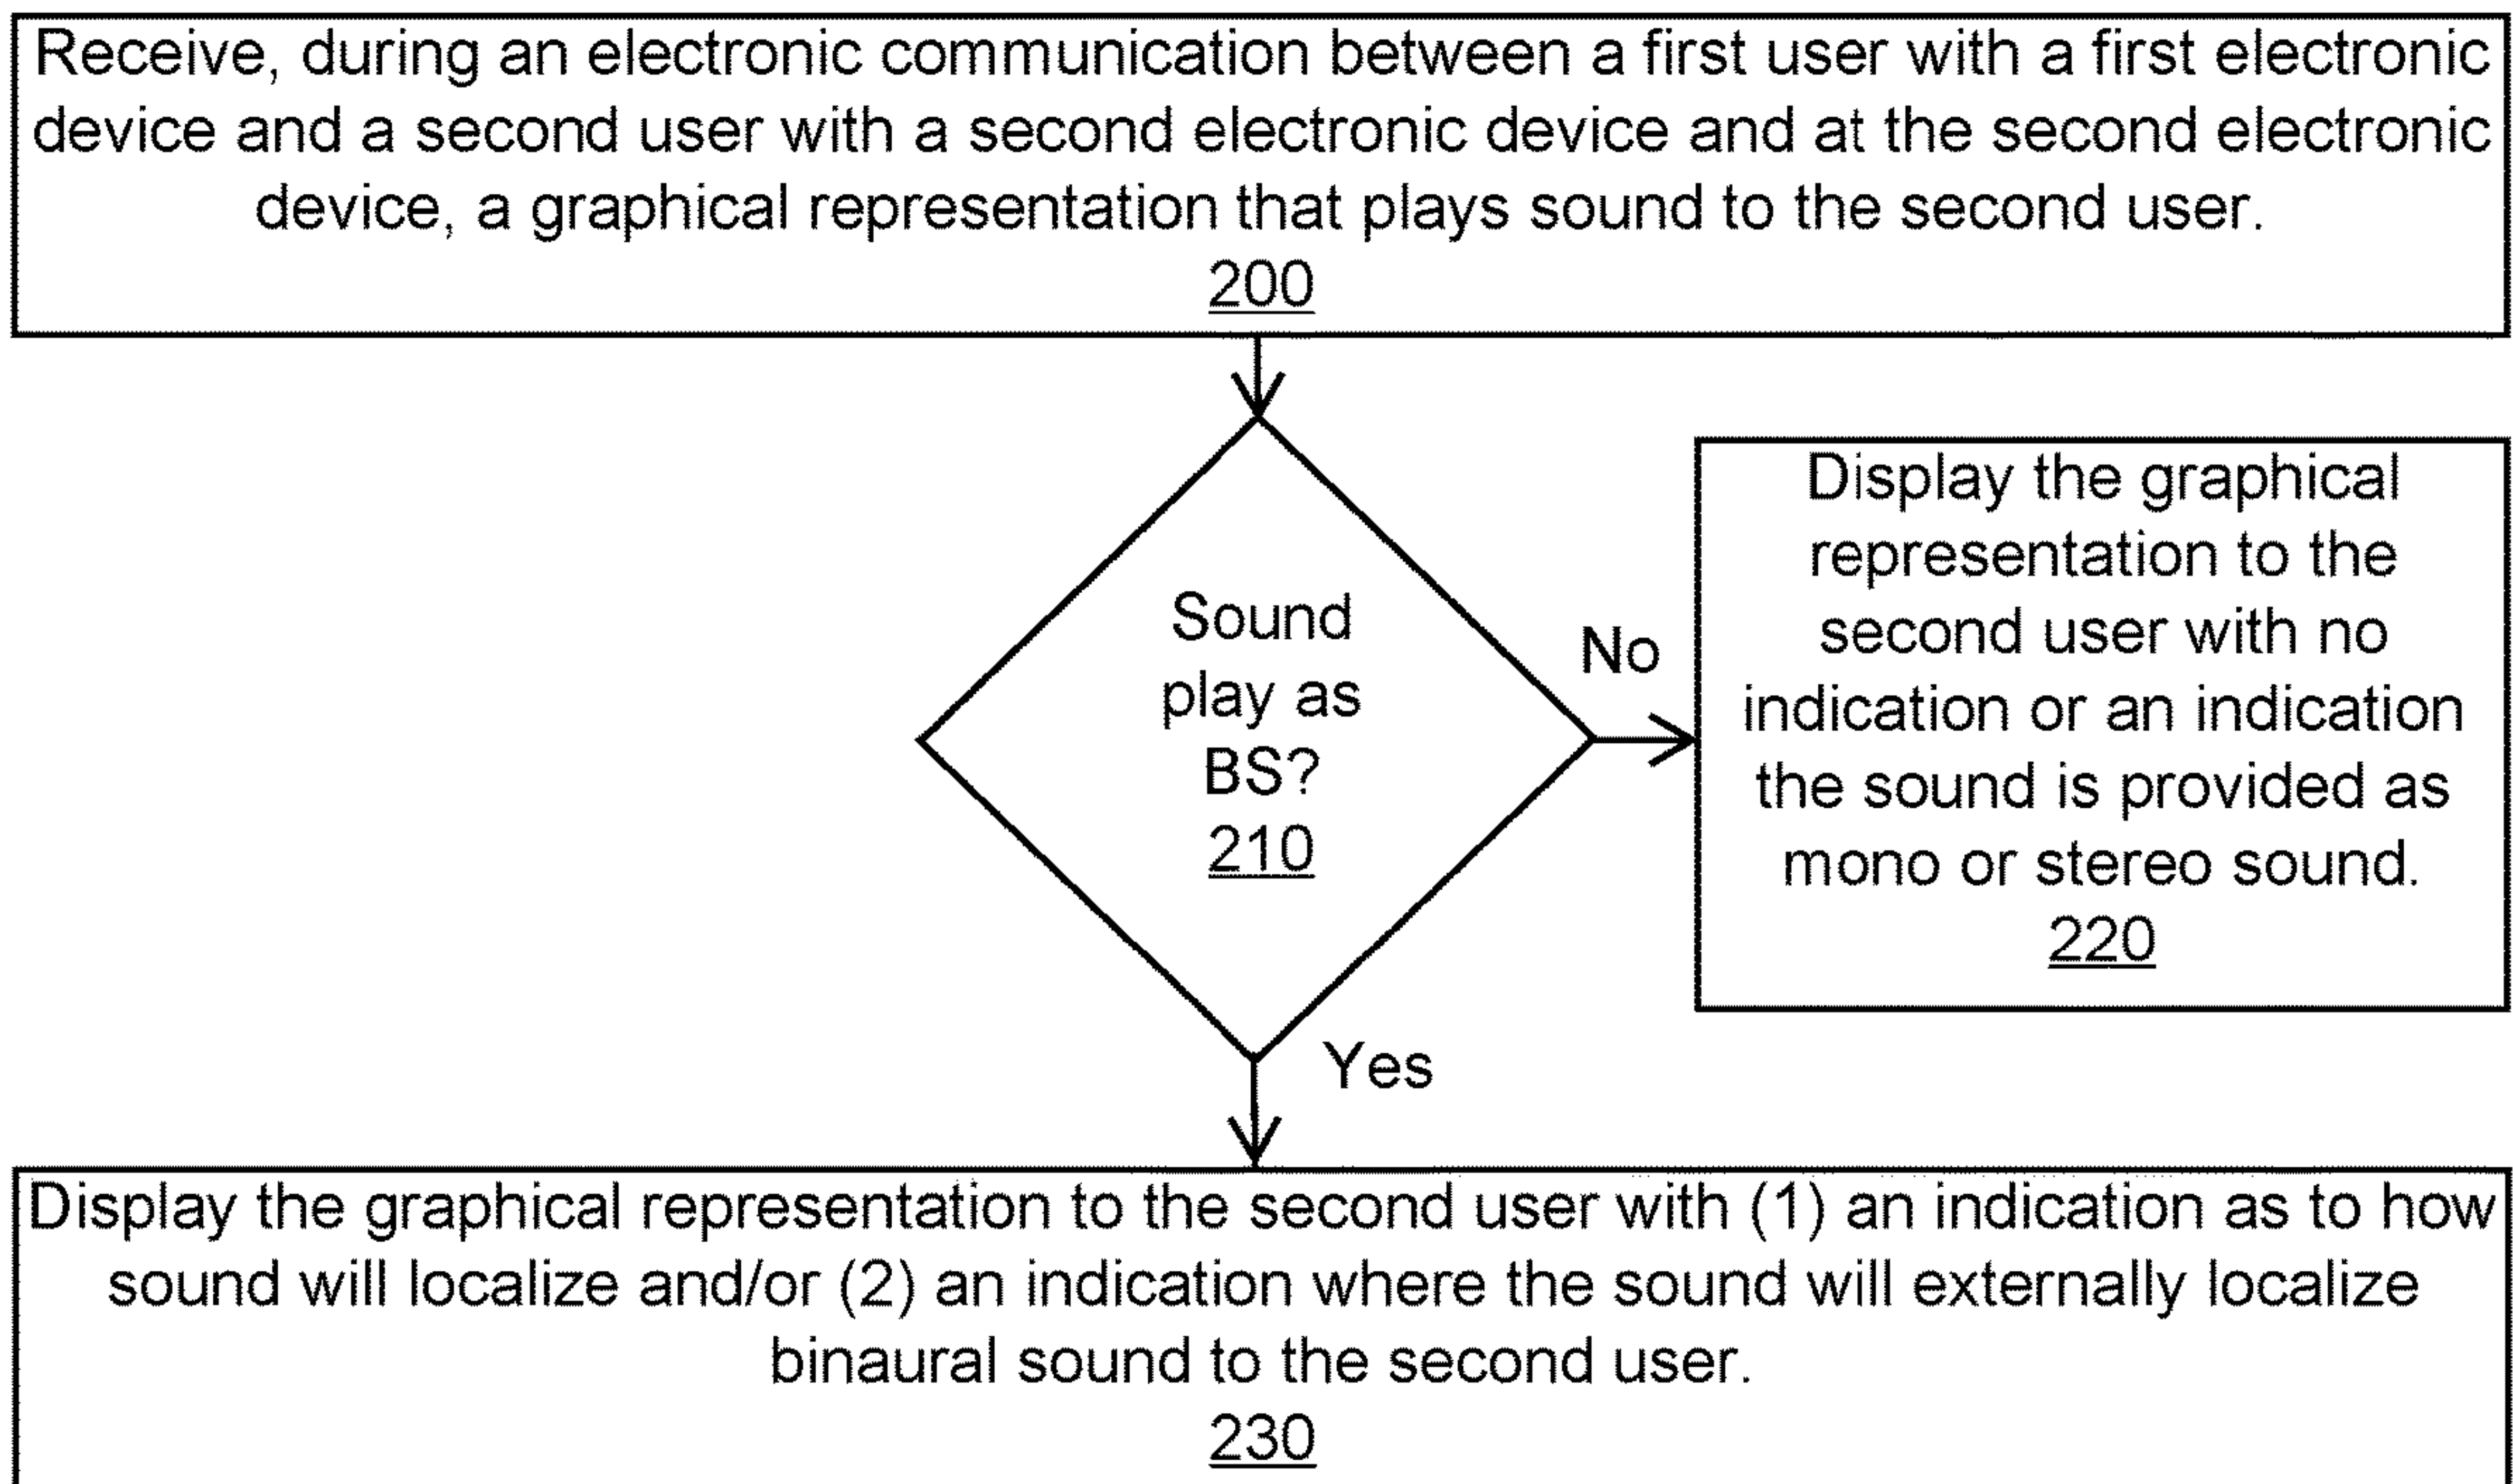 Receive, during an electronic communication between a first user with a first electronic
device and a second user with a second electronic device and at the second electronic
device, a graphical representation that plays sound to the second user.
200
Sound
play as
BS?
210
No
Display the graphical
representation to the
second user with no
indication or an indication
the sound is provided as
mono or stereo sound.
220
Yes
Display the graphical representation to the second user with (1) an indication as to how
sound will localize and/or (2) an indication where the sound will externally localize
binaural sound to the second user.
230